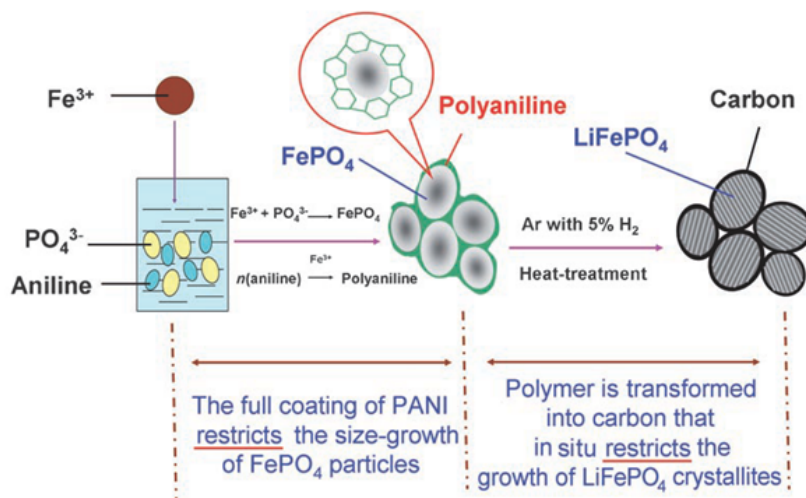 Fe³⁺
PO₄³⁻
Aniline
Fe³⁺ + PO₄³⁻ → FePO₄
Fe³⁺
n(aniline) → Polyaniline
FePO₄
Polyaniline
Ar with 5% H₂
Heat-treatment
LiFePO₄
Carbon
The full coating of PANI
restricts the size-growth
of FePO₄ particles
Polymer is transformed
into carbon that
in situ restricts the
growth of LiFePO₄ crystallites